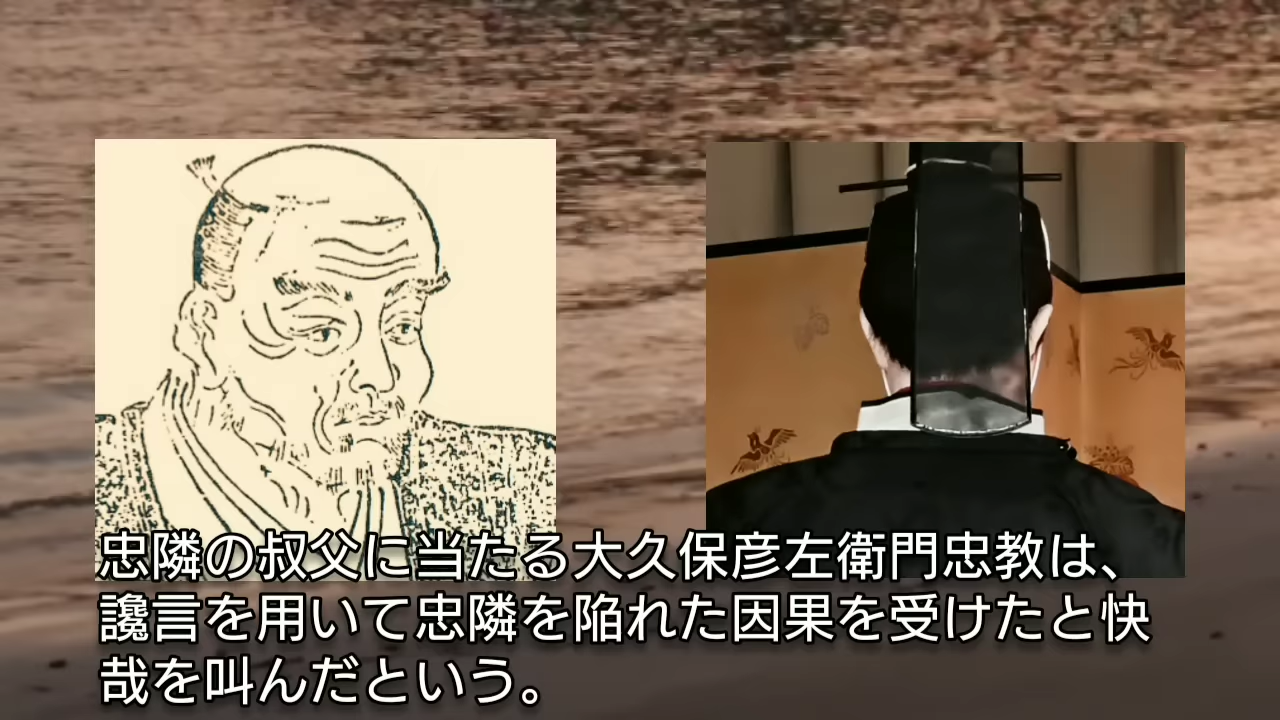 忠隣の叔父に当たる大久保彦左衛門忠教は、
讒言を用いて忠隣を陥れた因果を受けたと快
哉を叫んだという。